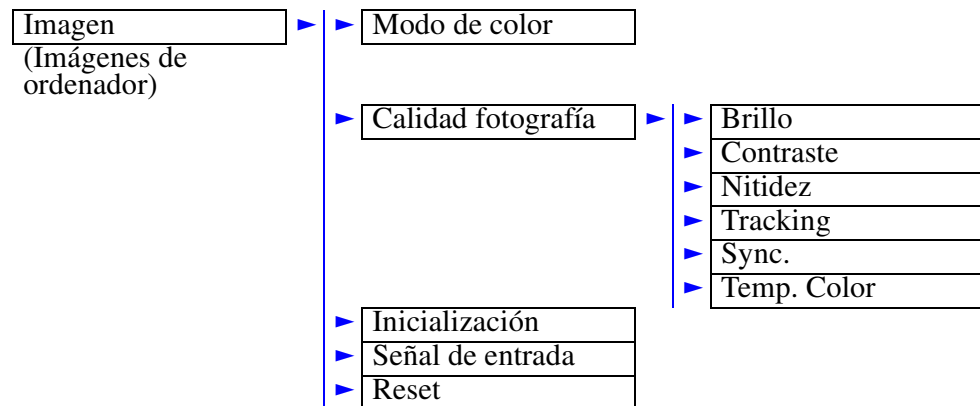 Imagen
(Imágenes de
ordenador)
Modo de color
Calidad fotografía
Brillo
Contraste
Nitidez
Tracking
Sync.
Temp. Color
Inicialización
Señal de entrada
Reset